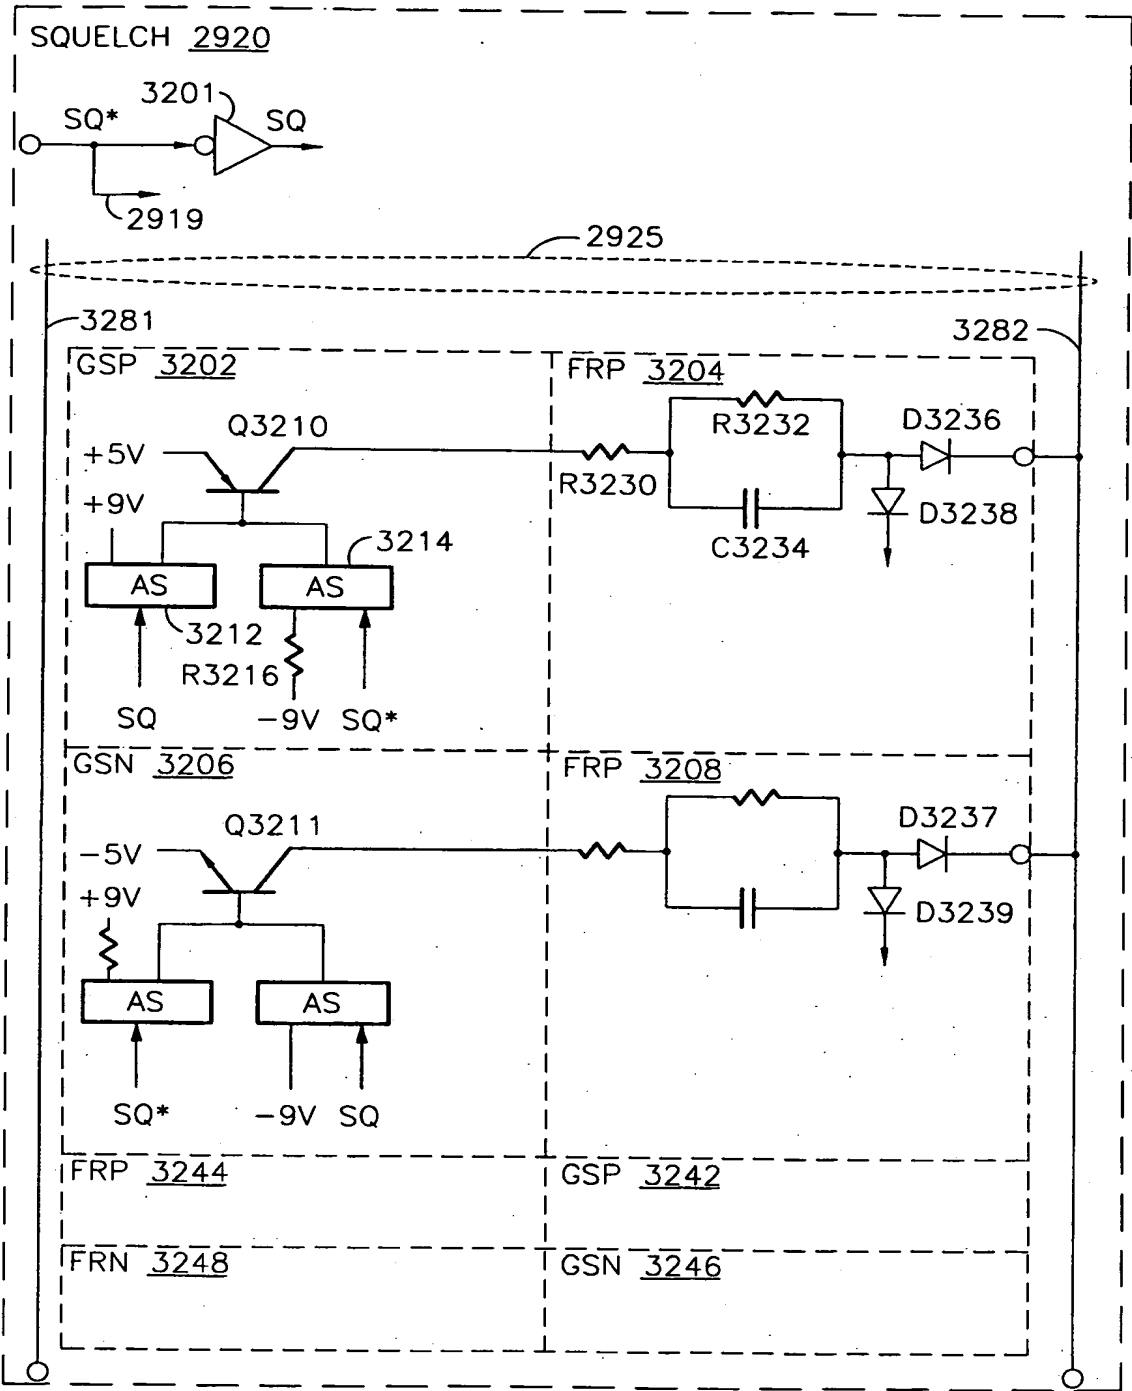 SQUELCH 2920
3201
SQ*
SQ
2919
2925
3281
3282
GSP 3202
FRP 3204
Q3210
R3232
D3236
+5V
R3230
+9V
D3238
C3234
3214
AS
AS
3212
R3216
SQ
-9V
SQ*
GSN 3206
FRP 3208
Q3211
D3237
-5V
+9V
D3239
AS
AS
SQ*
-9V
SQ
FRP 3244
GSP 3242
FRN 3248
GSN 3246